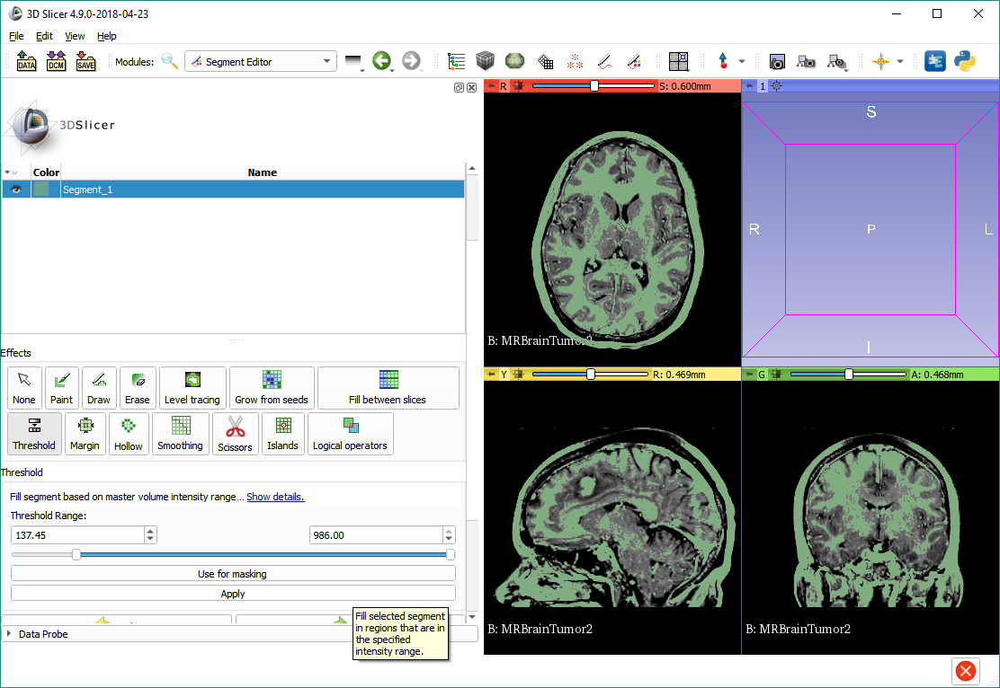 3D Slicer 4.9.0-2018-04-23
File Edit View Help
DATA DCM SAVE Modules: Segment Editor
R S: 0.600mm 1
3DSlicer
S
Color Name
Segment_1
R P L
B: MRBrainTumor2
I
Effects
Y R: 0.469mm G A: 0.468mm
None Paint Draw Erase Level tracing Grow from seeds Fill between slices
Threshold Margin Hollow Smoothing Scissors Islands Logical operators
Threshold
Fill segment based on master volume intensity range... Show details.
Threshold Range:
137.45 986.00
Use for masking
Apply
Fill selected segment
in regions that are in
the specified
intensity range.
B: MRBrainTumor2 B: MRBrainTumor2
Data Probe